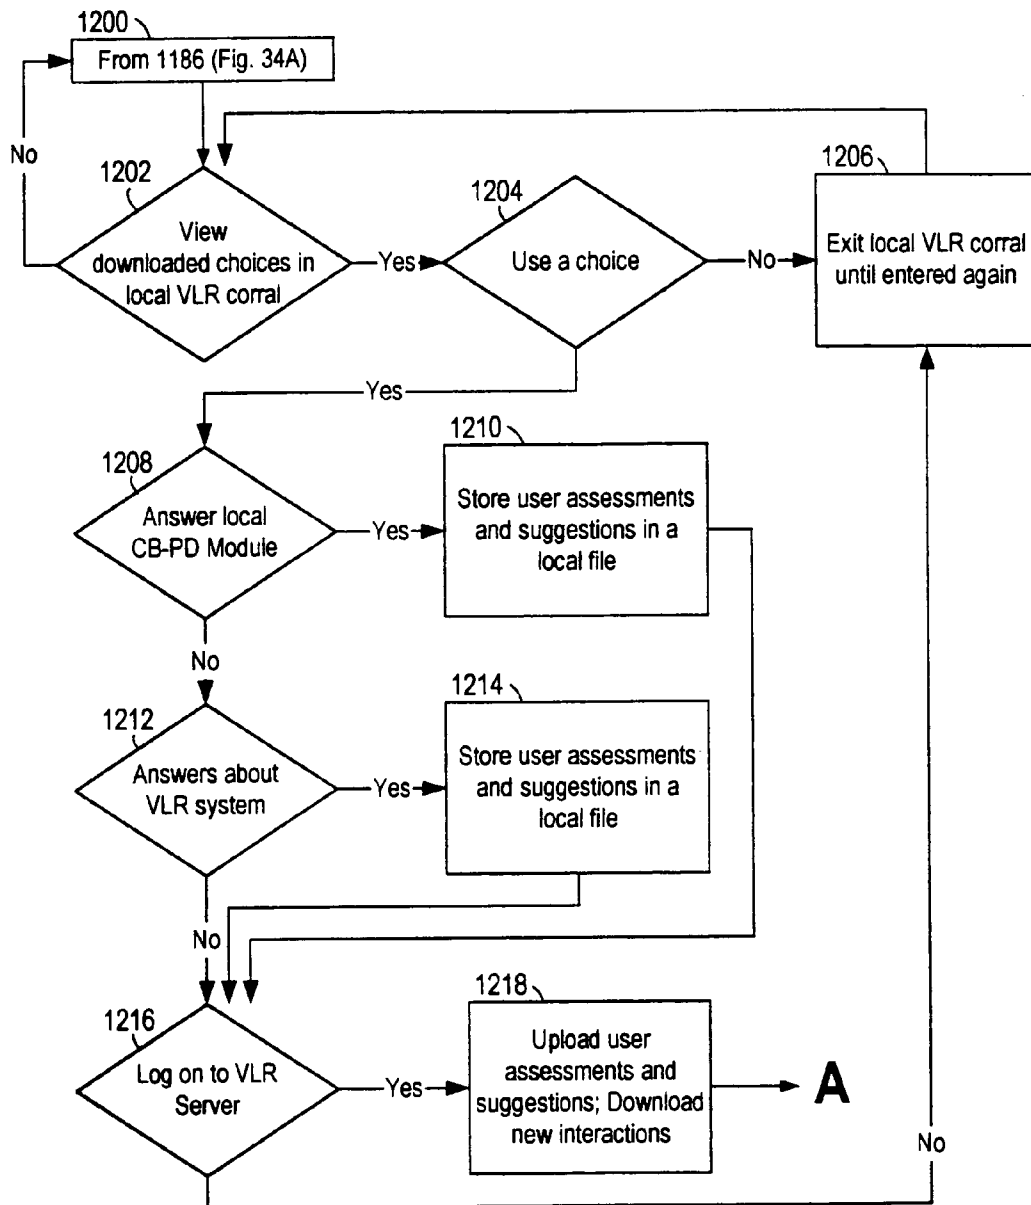 1200
From 1186 (Fig. 34A)
No
1202
View
downloaded choices in
local VLR corral
Yes
1204
Use a choice
No
1206
Exit local VLR corral
until entered again
Yes
1208
Answer local
CB-PD Module
Yes
1210
Store user assessments
and suggestions in a
local file
No
1212
Answers about
VLR system
Yes
1214
Store user assessments
and suggestions in a
local file
No
1216
Log on to VLR
Server
Yes
1218
Upload user
assessments and
suggestions; Download
new interactions
A
No